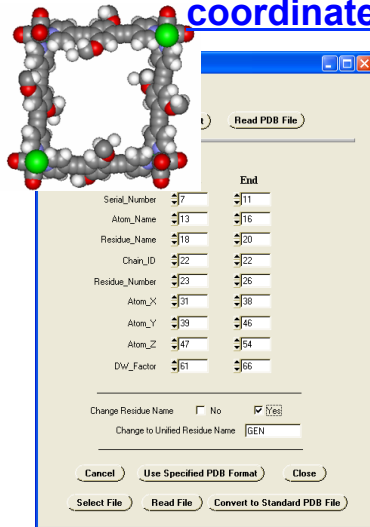 coordinate
Read PDB File
End
Serial_Number 7 11
Atom_Name 13 16
Residue_Name 18 20
Chain_ID 22 22
Residue_Number 23 26
Atom_X 31 38
Atom_Y 39 46
Atom_Z 47 54
DW_Factor 61 66
Change Residue Name No Yes
Change to Unified Residue Name GEN
Cancel Use Specified PDB Format Close
Select File Read File Convert to Standard PDB File